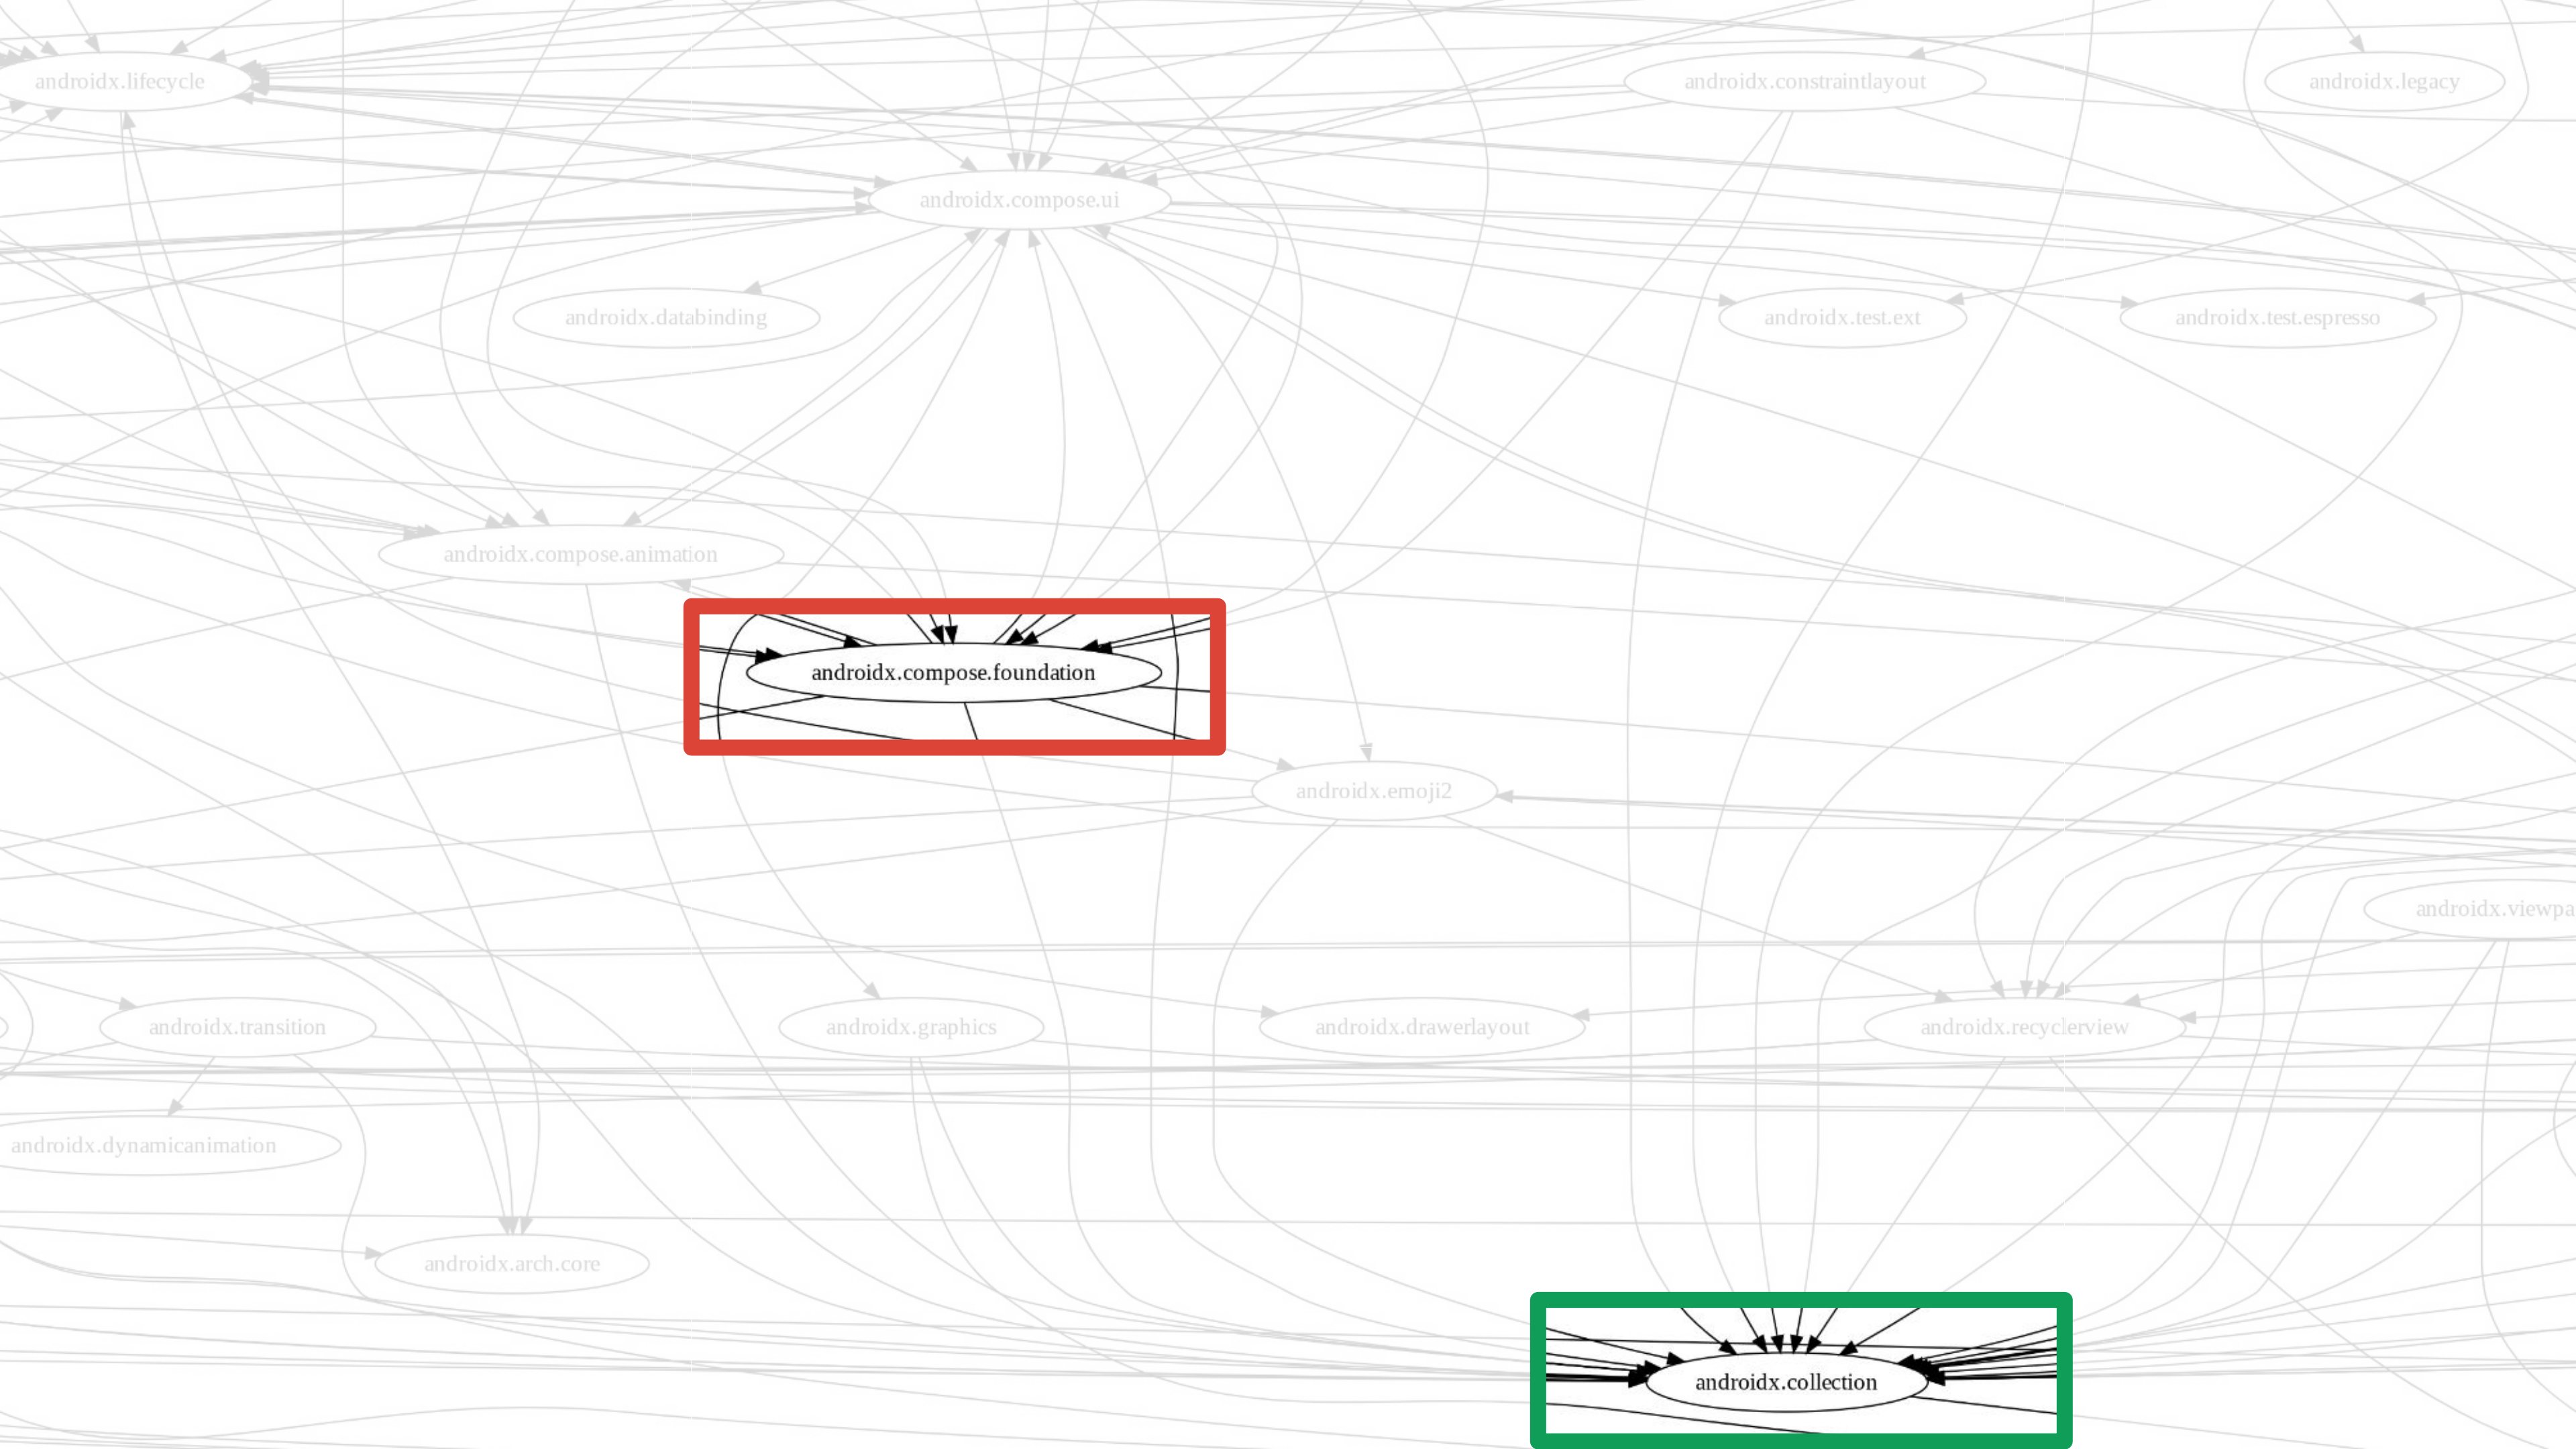 androidx.lifecycle
androidx.constraintlayout
androidx.legacy
androidx.compose.ui
androidx.databinding
androidx.test.ext
androidx.test.espresso
androidx.compose.animation
androidx.compose.foundation
androidx.emoji2
androidx.viewpa
androidx.transition
androidx.graphics
androidx.drawerlayout
androidx.recyclerview
androidx.dynamicanimation
androidx.arch.core
androidx.collection